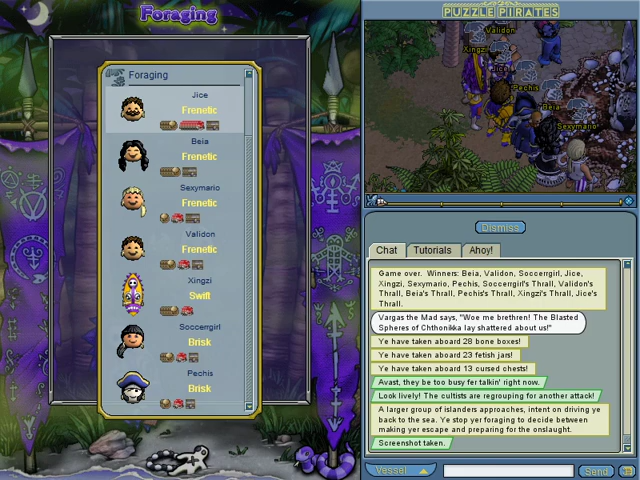 Foraging
Foraging
Jice
Frenetic
Beia
Frenetic
Sexymario
Frenetic
Validon
Frenetic
Xingzi
Swift
Soccergirl
Brisk
Pechis
Brisk
PUZZLE PIRATES
Validon
Xingzi
Jice
Pechis
Beia
Sexymario
Dismiss
Chat Tutorials Ahoy!
Game over. Winners: Beia, Validon, Soccergirl, Jice,
Xingzi, Sexymario, Pechis, Soccergirl's Thrall, Validon's
Thrall, Beia's Thrall, Pechis's Thrall, Xingzi's Thrall, Jice's
Thrall.
Vargas the Mad says, "Woe me brethren! The Blasted
Spheres of Chthonikka lay shattered about us!"
Ye have taken aboard 28 bone boxes!
Ye have taken aboard 23 fetish jars!
Ye have taken aboard 13 cursed chests!
Avast, they be too busy fer talkin' right now.
Look lively! The cultists are regrouping for another attack!
A larger group of islanders approaches, intent on driving ye
back to the sea. Ye stop yer foraging to decide between
making yer escape and preparing for the onslaught.
Screenshot taken.
Vessel Send